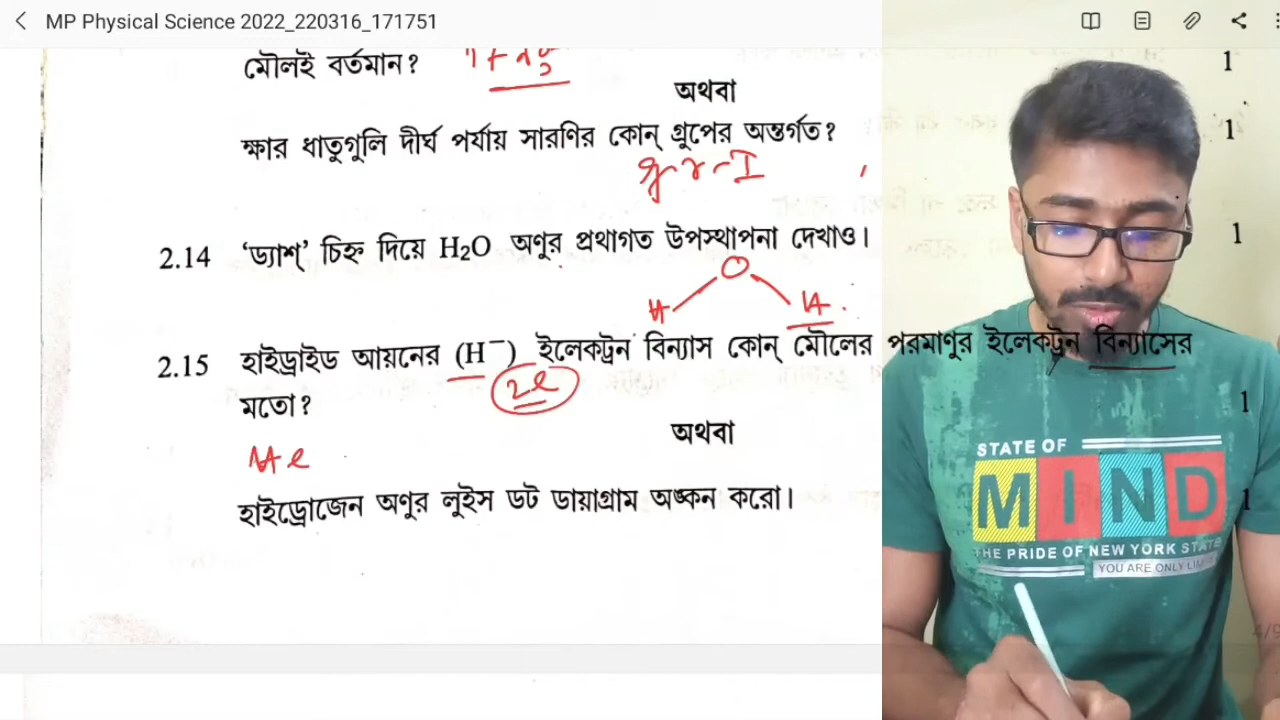 MP Physical Science 2022_220316_171751
মৌলই বর্তমান?
1
অথবা
ক্ষার ধাতুগুলি দীর্ঘ পর্যায় সারণির কোন্ গ্রুপের অন্তর্গত? 1
gr-I
2.14 ‘ড্যাশ্’ চিহ্ন দিয়ে H₂O অণুর প্রথাগত উপস্থাপনা দেখাও। 1
O
H H
2.15 হাইড্রাইড আয়নের (H⁻) ইলেকট্রন বিন্যাস কোন্ মৌলের পরমাণুর ইলেকট্রন বিন্যাসের
মতো? 1
2e
অথবা
He
হাইড্রোজেন অণুর লুইস ডট ডায়াগ্রাম অঙ্কন করো। 1
STATE OF
MIND
THE PRIDE OF NEW YORK STATE
YOU ARE ONLY